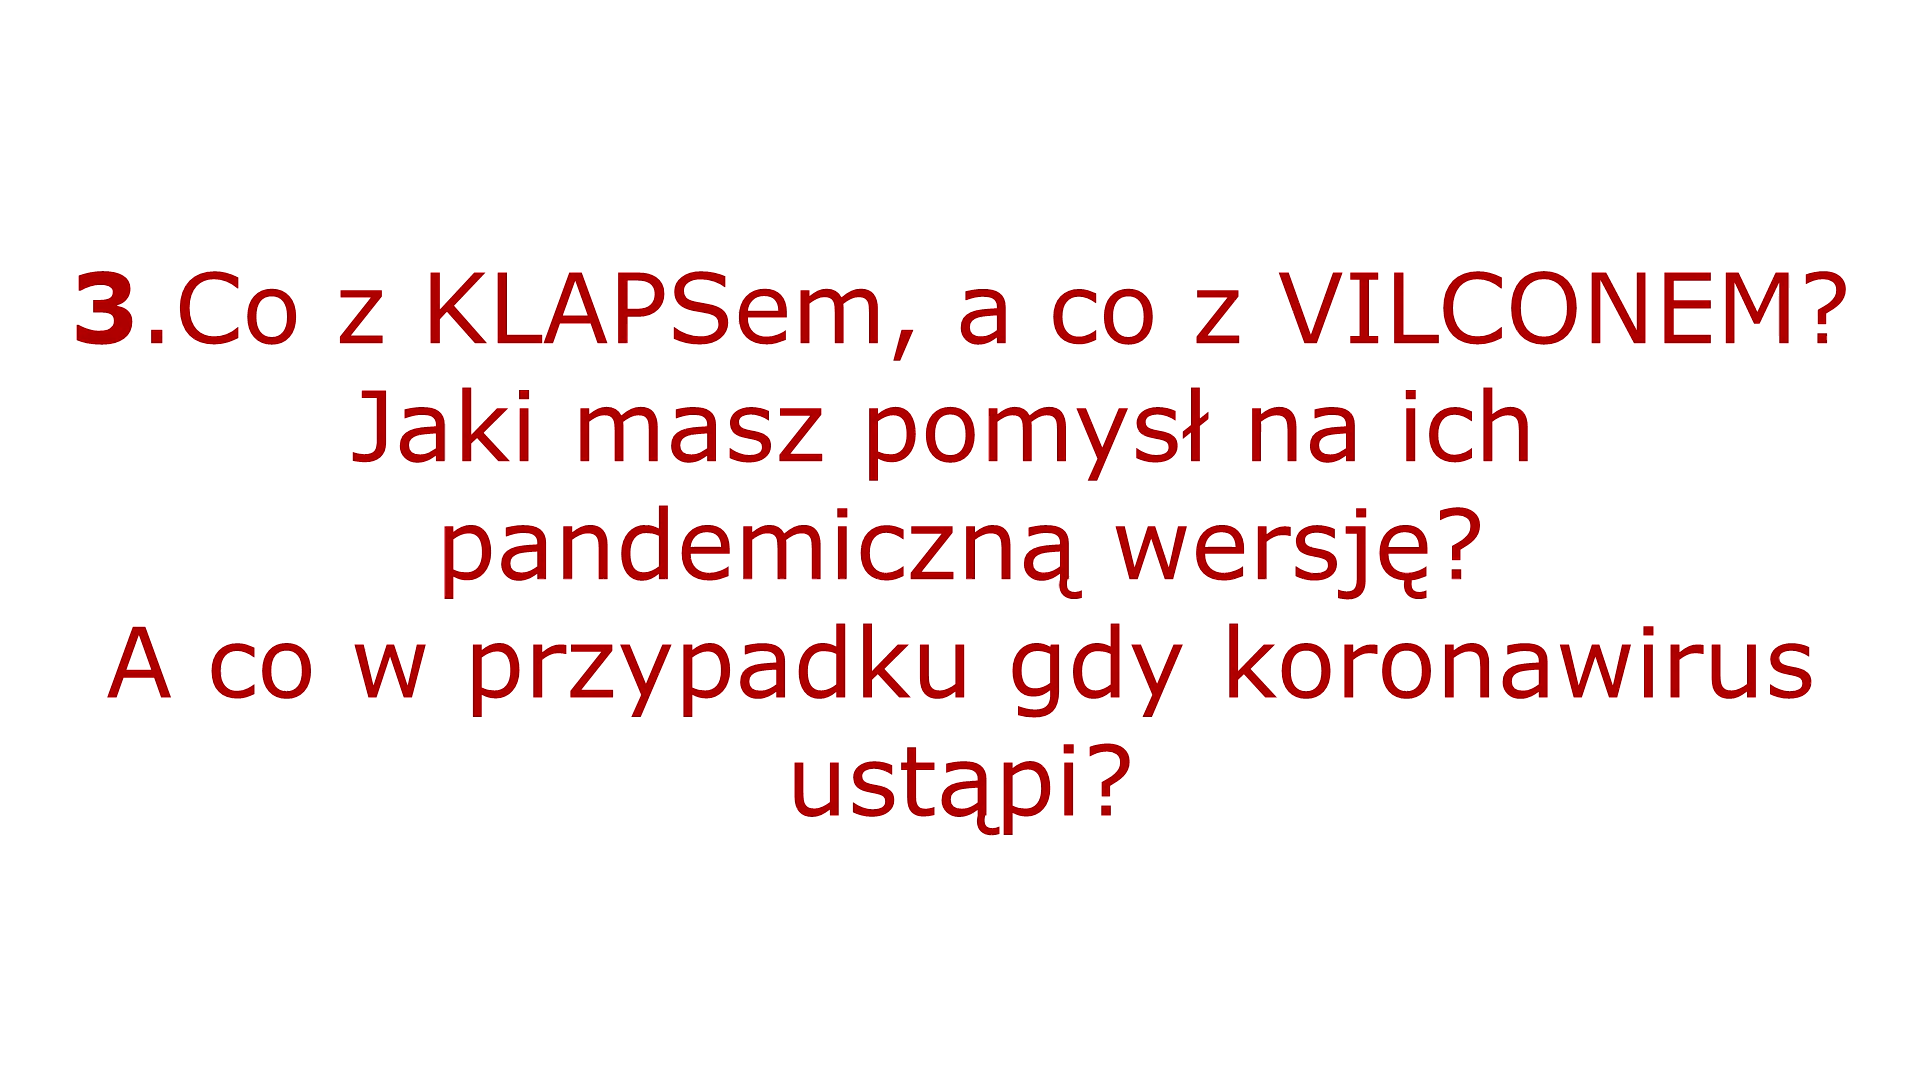 3.Co z KLAPSem, a co z VILCONEM?
Jaki masz pomysł na ich
pandemiczną wersję?
A co w przypadku gdy koronawirus
ustąpi?